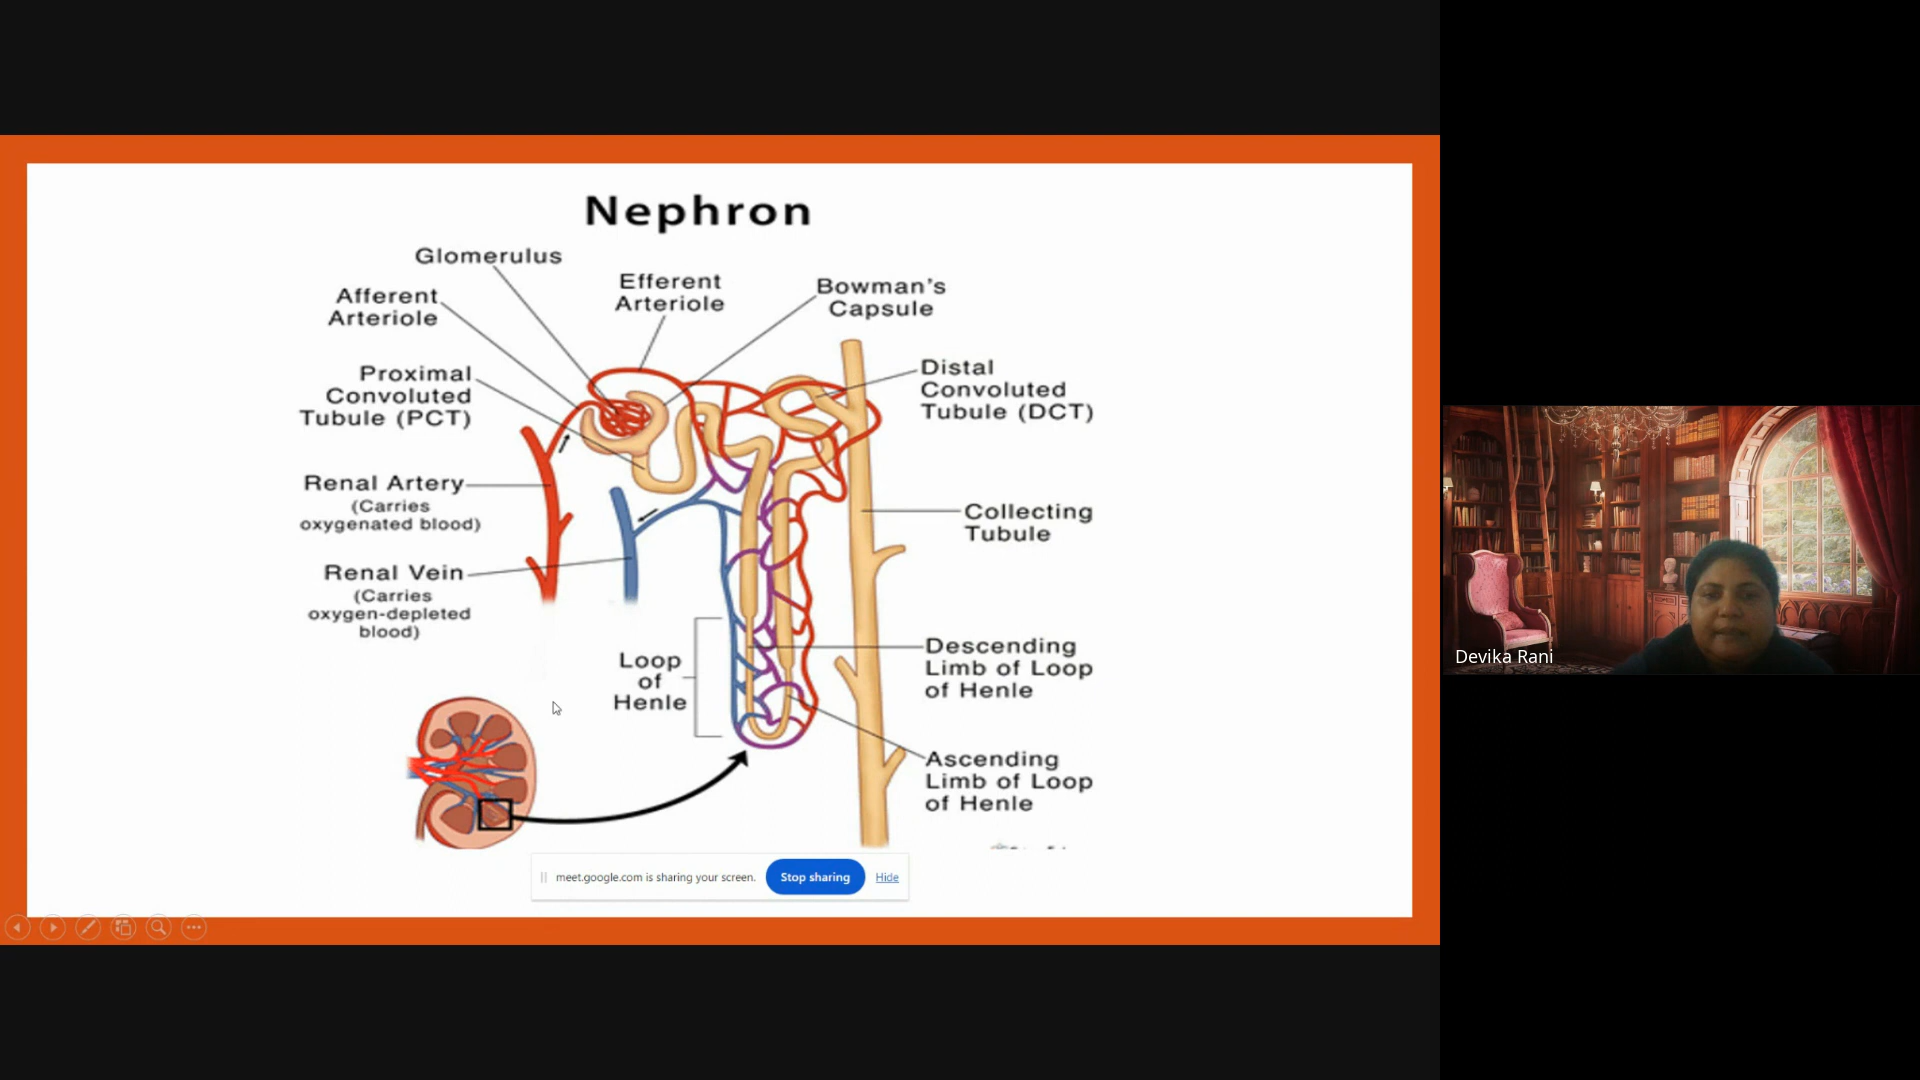 Nephron
Glomerulus
Afferent
Arteriole
Efferent
Arteriole
Bowman's
Capsule
Proximal
Convoluted
Tubule (PCT)
Distal
Convoluted
Tubule (DCT)
Renal Artery
(Carries
oxygenated blood)
Collecting
Tubule
Renal Vein
(Carries
oxygen-depleted
blood)
Loop
of
Henle
Descending
Limb of Loop
of Henle
Ascending
Limb of Loop
of Henle
meet.google.com is sharing your screen.
Stop sharing
Hide
Devika Rani